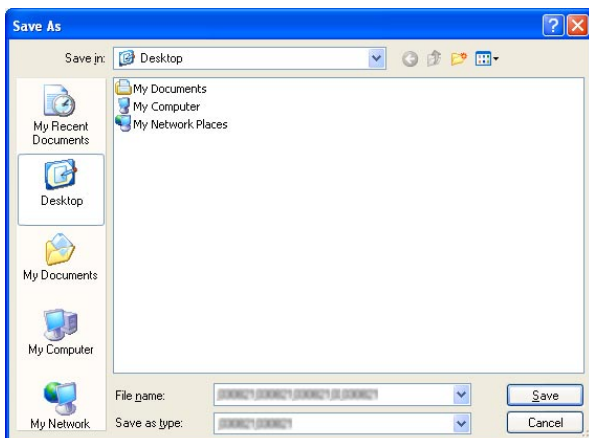 Save As
Save in:
Desktop
My Recent
Documents
Desktop
My Documents
My Computer
My Network
My Documents
My Computer
My Network Places
File name:
Save
Save as type:
Cancel